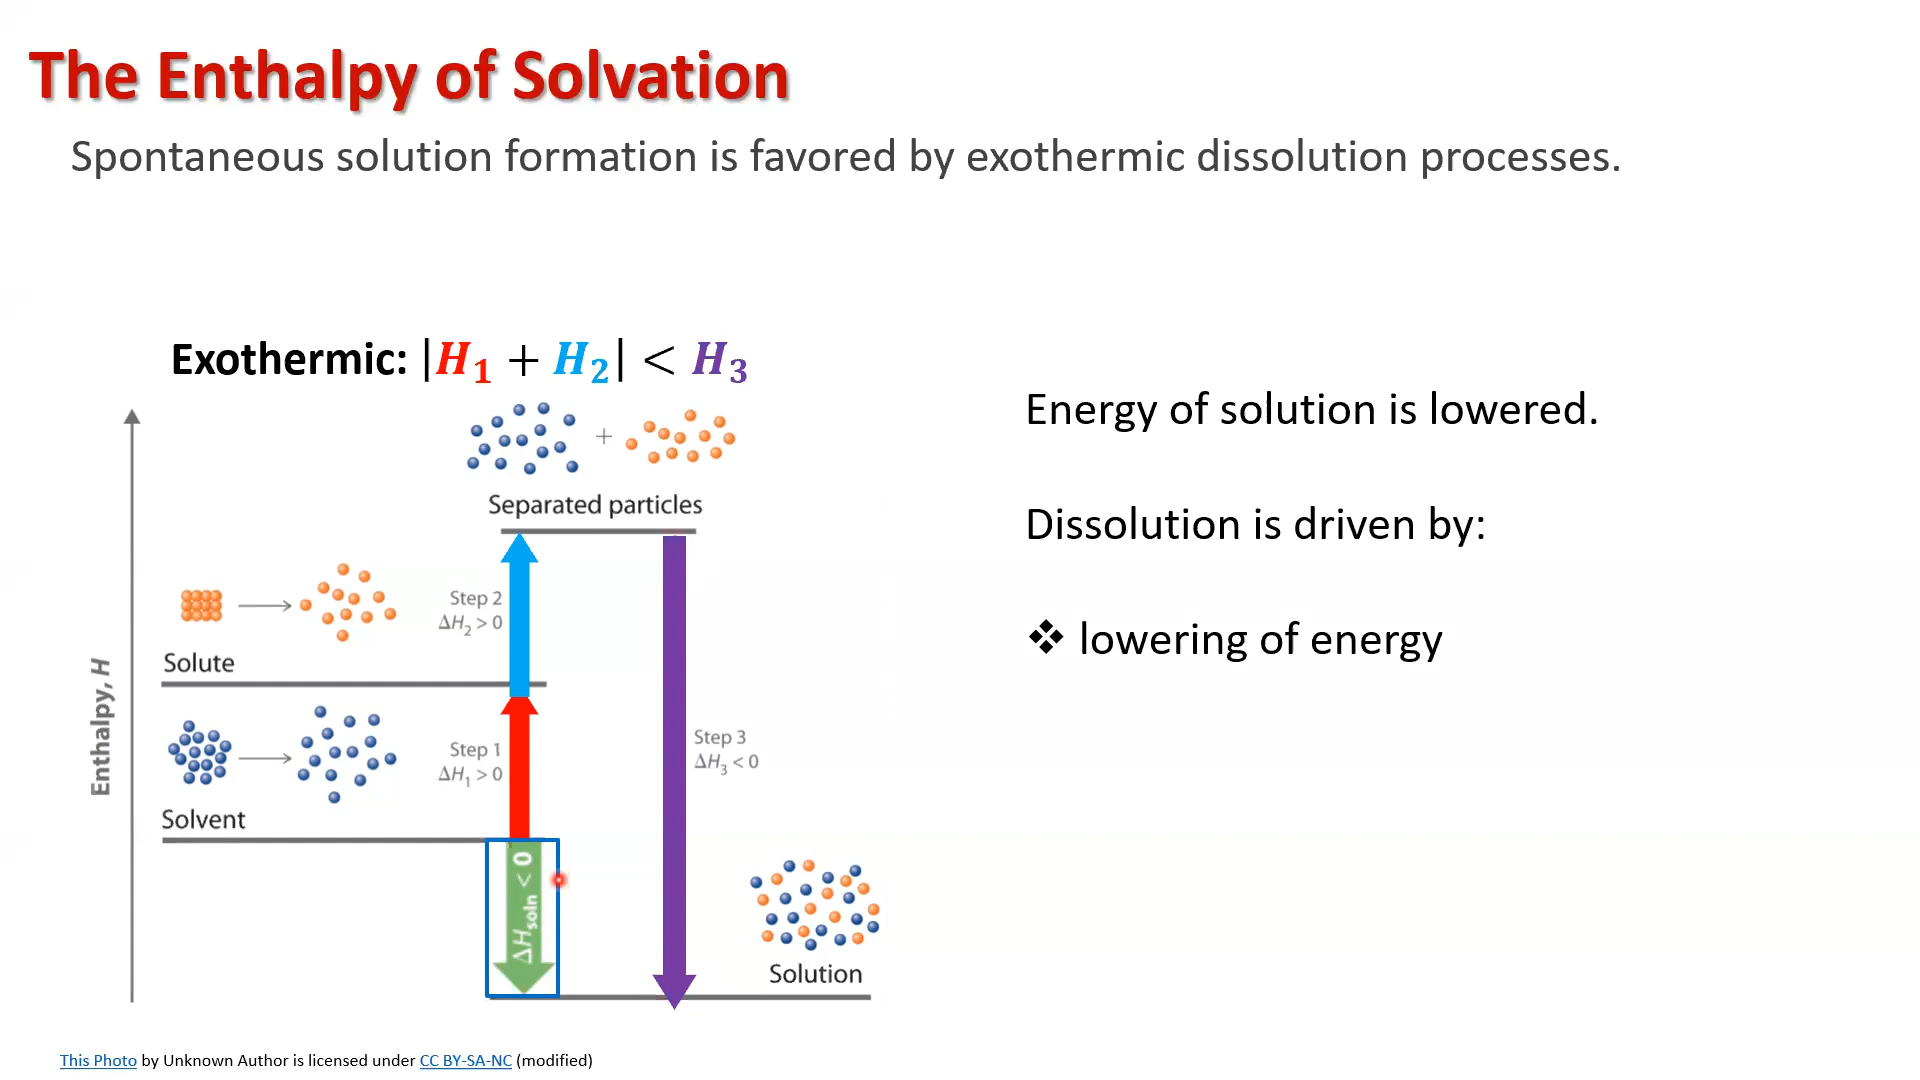 The Enthalpy of Solvation
Spontaneous solution formation is favored by exothermic dissolution processes.
Exothermic: |H₁ + H₂| < H₃
+
Separated particles
Step 2
ΔH₂ > 0
Solute
Step 1
ΔH₁ > 0
Solvent
Enthalpy, H
Step 3
ΔH₃ < 0
ΔHsoln < 0
Solution
Energy of solution is lowered.
Dissolution is driven by:
❖ lowering of energy
This Photo by Unknown Author is licensed under CC BY-SA-NC (modified)